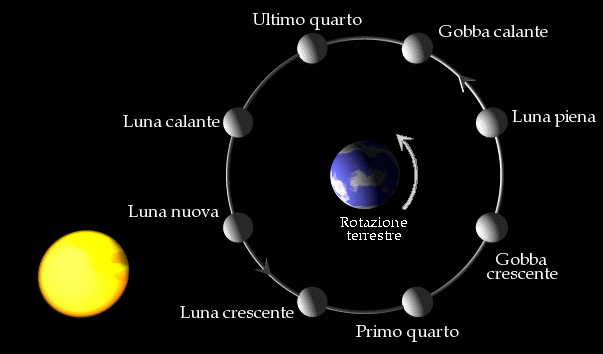 Ultimo quarto
Gobba calante
Luna calante
Luna piena
Luna nuova
Rotazione
terrestre
Gobba
crescente
Luna crescente
Primo quarto